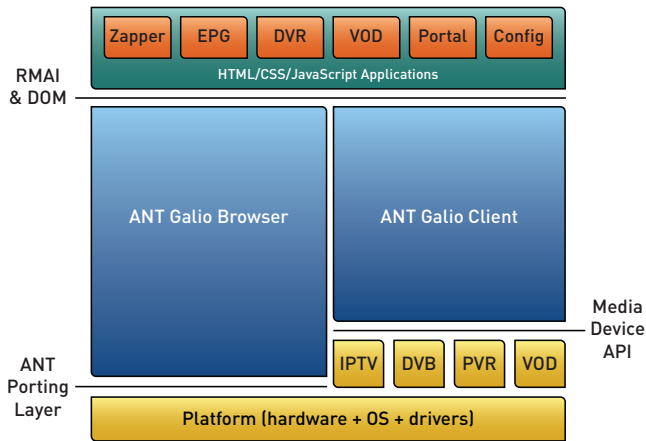 Zapper
EPG
DVR
VOD
Portal
Config
HTML/CSS/JavaScript Applications
RMAI
& DOM
ANT Galio Browser
ANT Galio Client
Media
Device
API
IPTV
DVB
PVR
VOD
ANT
Porting
Layer
Platform (hardware + OS + drivers)